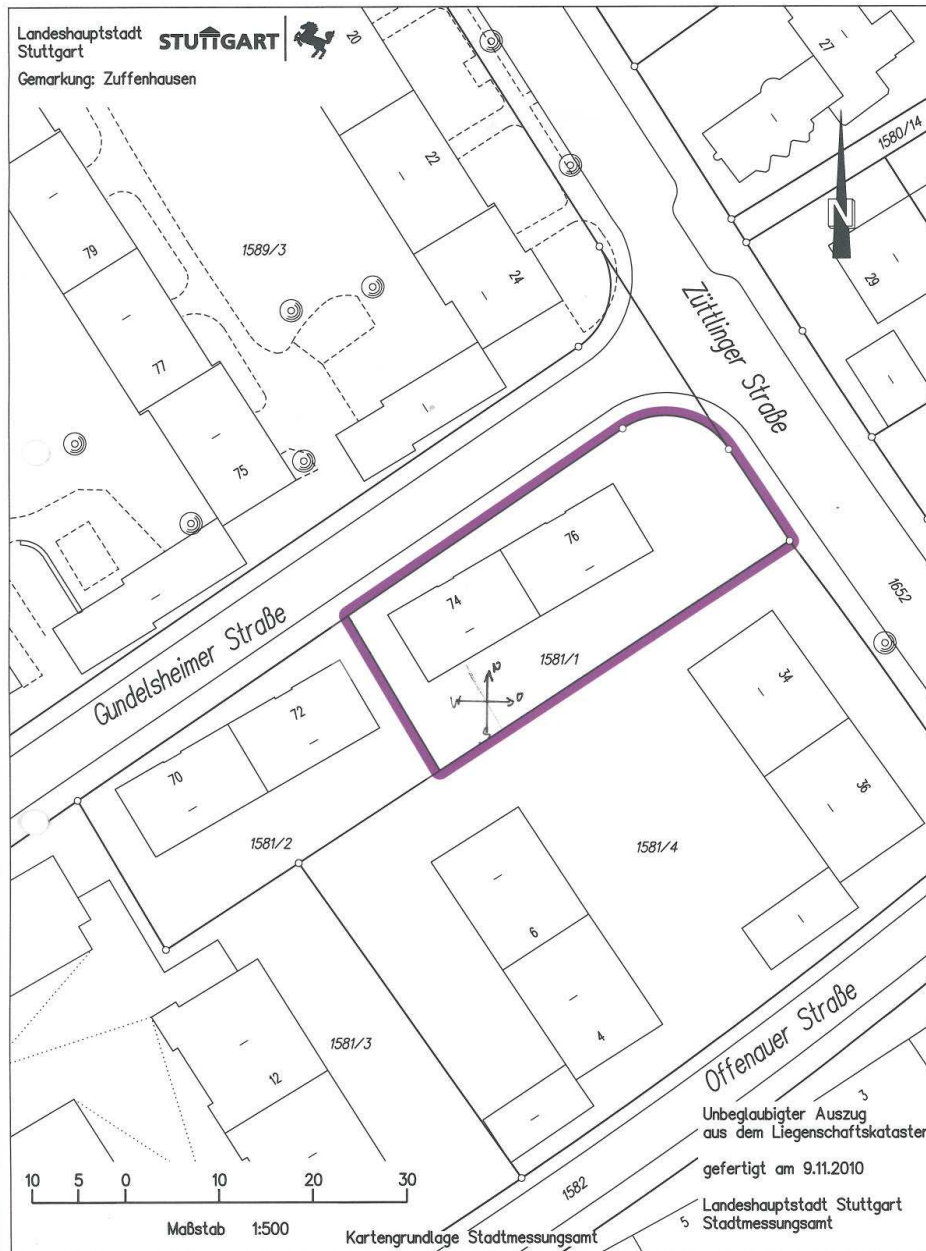 Landeshauptstadt
Stuttgart
STUTTGART
Gemarkung: Zuffenhausen
20
27
1580/14
22
N
79
1589/3
24
29
77
Züttlinger Straße
75
76
1652
74
Gundelsheimer Straße
1581/1
N
W O
S
34
72
70
36
1581/2
1581/4
6
4
1581/3
12
Offenauer Straße
3
Unbeglaubigter Auszug
aus dem Liegenschaftskataster
gefertigt am 9.11.2010
1582
10 5 0 10 20 30
Landeshauptstadt Stuttgart
Stadtmessungsamt
5
Maßstab 1:500
Kartengrundlage Stadtmessungsamt